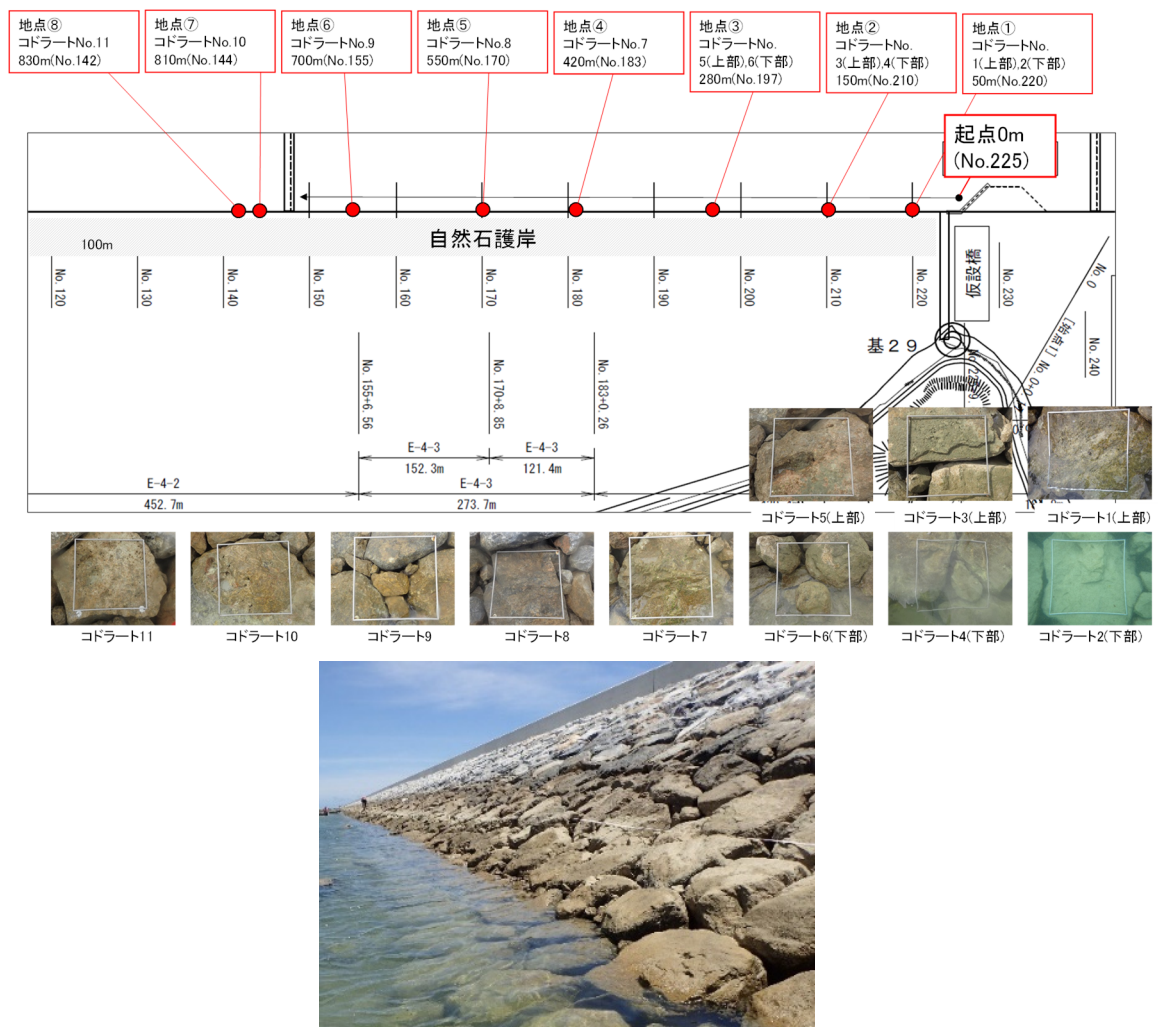 地点⑧
コドラートNo.11
830m(No.142)
地点⑦
コドラートNo.10
810m(No.144)
地点⑥
コドラートNo.9
700m(No.155)
地点⑤
コドラートNo.8
550m(No.170)
地点④
コドラートNo.7
420m(No.183)
地点③
コドラートNo.
5(上部),6(下部)
280m(No.197)
地点②
コドラートNo.
3(上部),4(下部)
150m(No.210)
地点①
コドラートNo.
1(上部),2(下部)
50m(No.220)
起点0m
(No.225)
自然石護岸
100m
No. 120
No. 130
No. 140
No. 150
No. 160
No. 170
No. 180
No. 190
No. 200
No. 210
No. 220
仮設橋
No. 230
No. 0
[始点1] No. 0+0.
No. 240
基29
No. 155+6.56
No. 170+8.85
No. 183+0.26
E-4-3
152.3m
E-4-3
121.4m
E-4-2
452.7m
E-4-3
273.7m
コドラート5(上部)
コドラート3(上部)
コドラート1(上部)
コドラート11
コドラート10
コドラート9
コドラート8
コドラート7
コドラート6(下部)
コドラート4(下部)
コドラート2(下部)